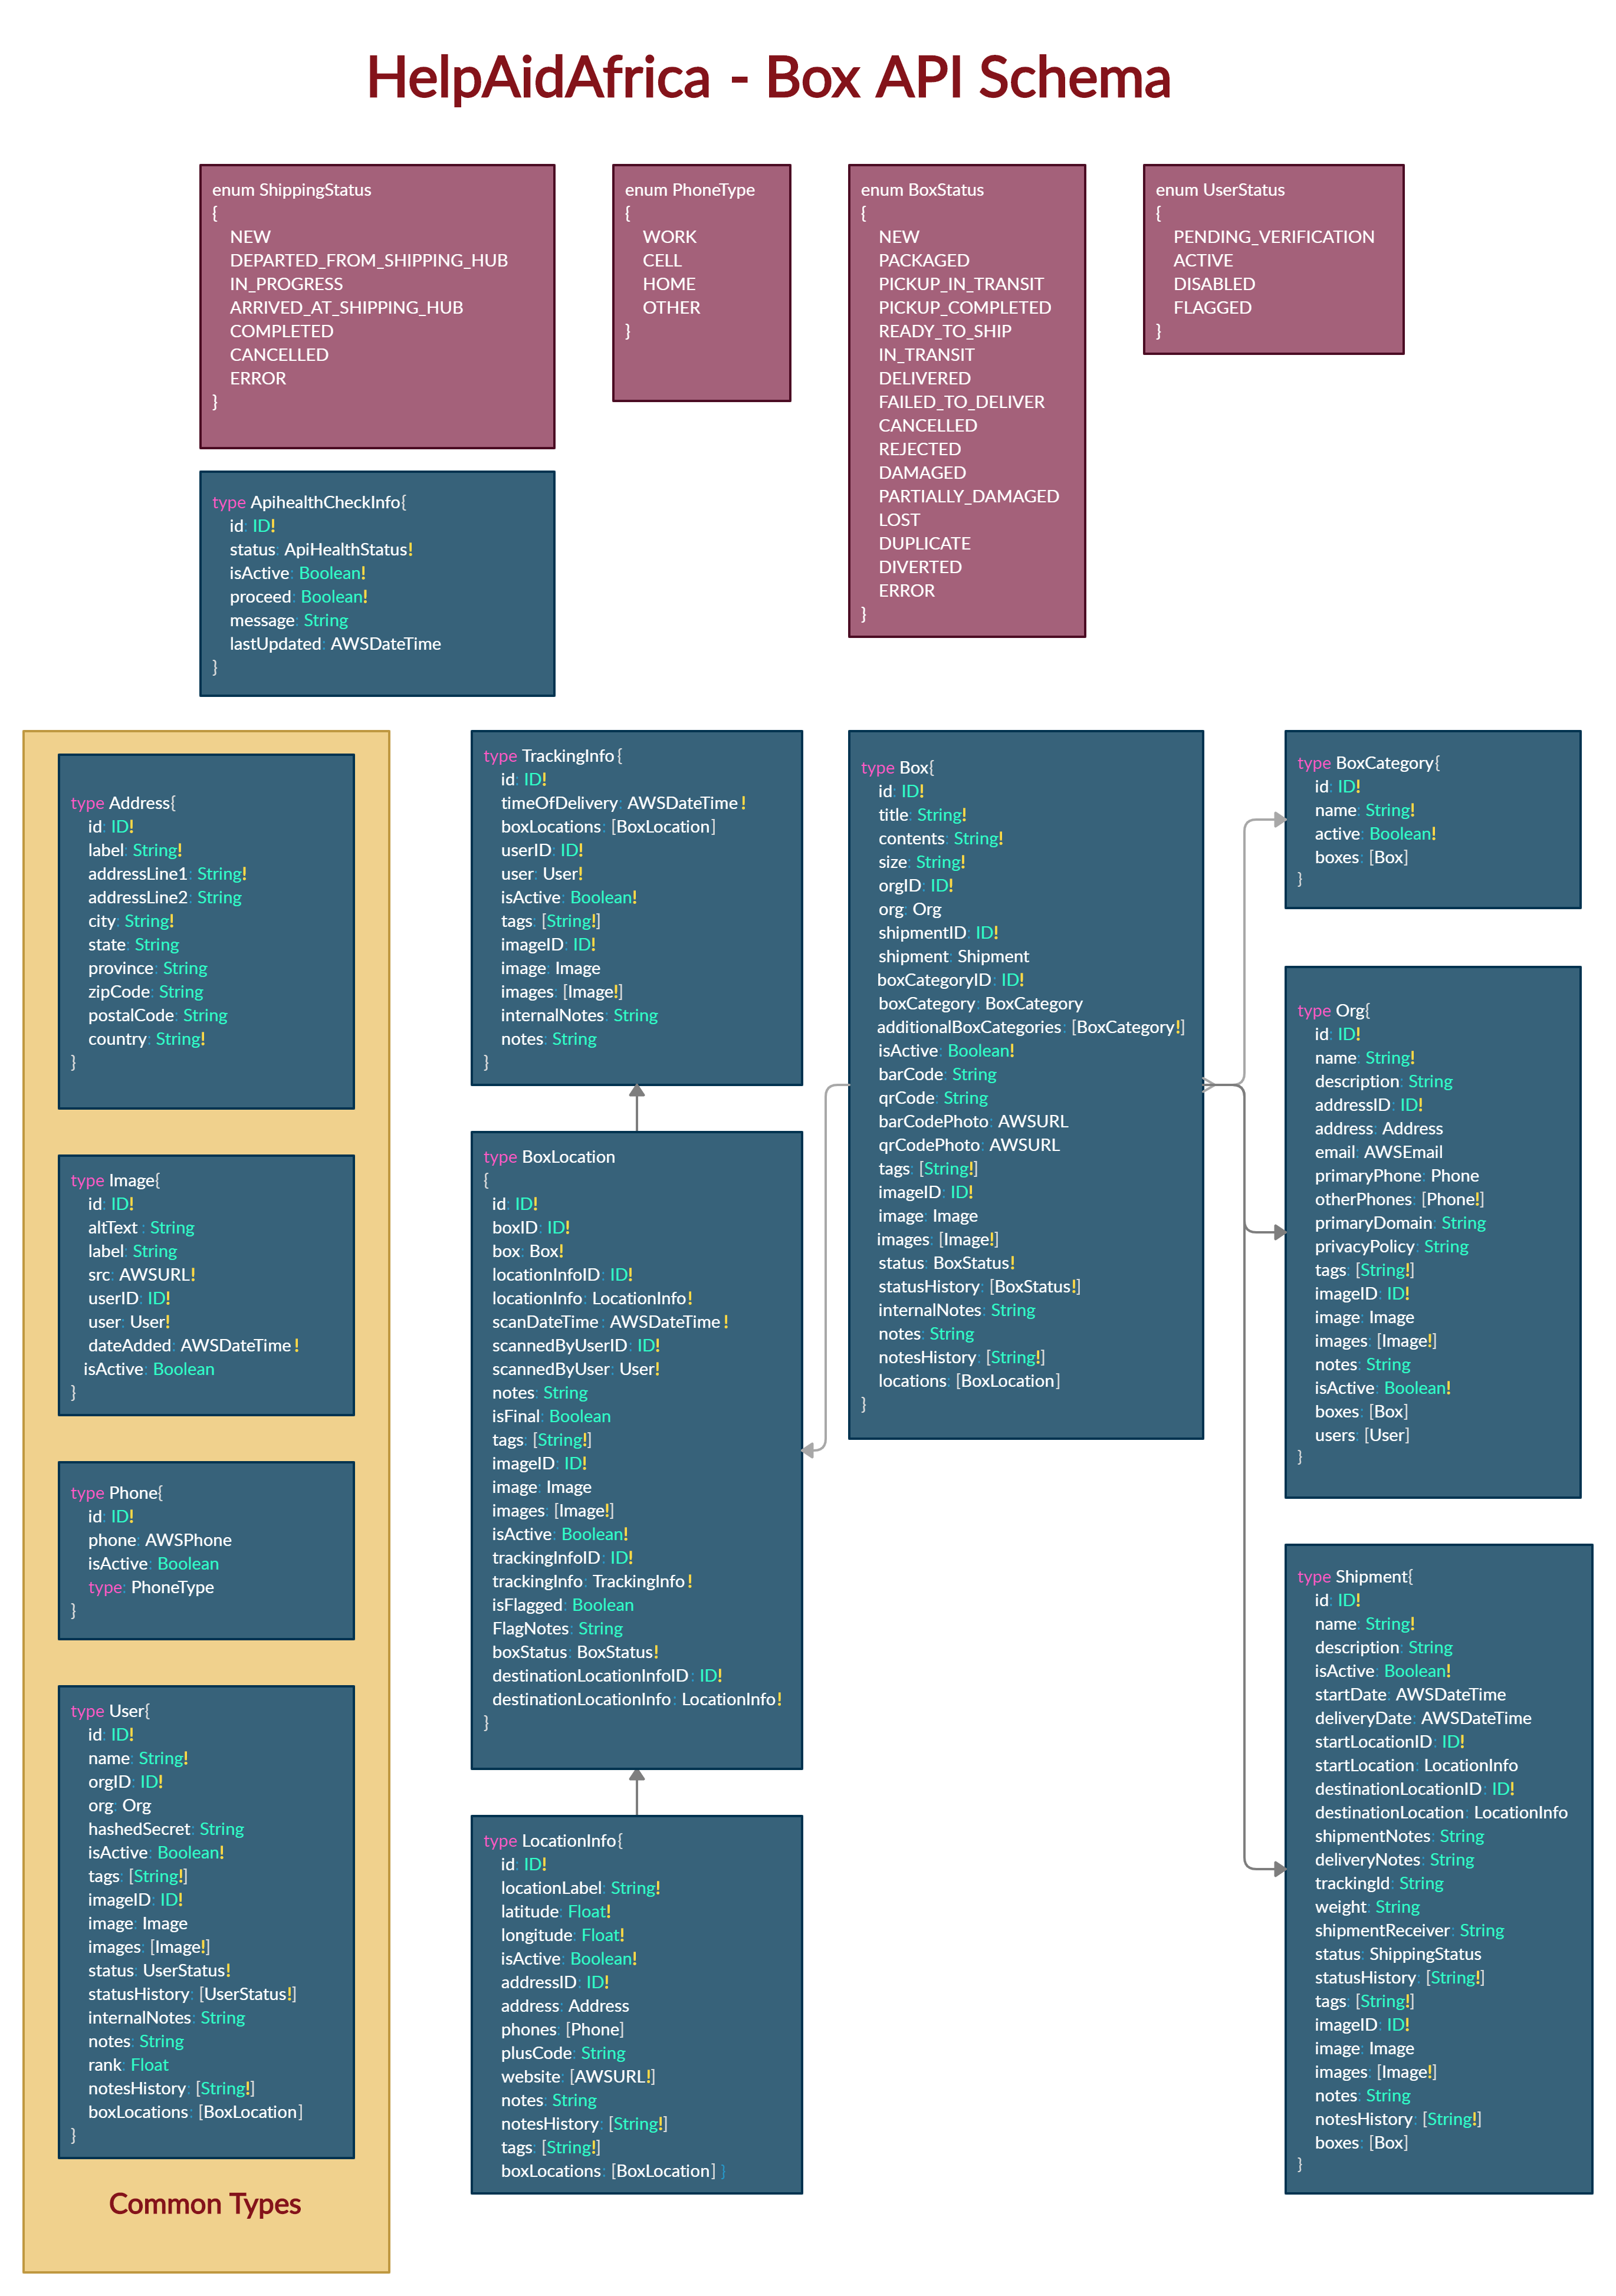 HelpAidAfrica - Box API Schema
enum ShippingStatus
{
NEW
DEPARTED_FROM_SHIPPING_HUB
IN_PROGRESS
ARRIVED_AT_SHIPPING_HUB
COMPLETED
CANCELLED
ERROR
}
enum PhoneType
{
WORK
CELL
HOME
OTHER
}
enum BoxStatus
{
NEW
PACKAGED
PICKUP_IN_TRANSIT
PICKUP_COMPLETED
READY_TO_SHIP
IN_TRANSIT
DELIVERED
FAILED_TO_DELIVER
CANCELLED
REJECTED
DAMAGED
PARTIALLY_DAMAGED
LOST
DUPLICATE
DIVERTED
ERROR
}
enum UserStatus
{
PENDING_VERIFICATION
ACTIVE
DISABLED
FLAGGED
}
type ApihealthCheckInfo{
id: ID!
status: ApiHealthStatus!
isActive: Boolean!
proceed: Boolean!
message: String
lastUpdated: AWSDateTime
}
type Address{
id: ID!
label: String!
addressLine1: String!
addressLine2: String
city: String!
state: String
province: String
zipCode: String
postalCode: String
country: String!
}
type Image{
id: ID!
altText : String
label: String
src: AWSURL!
userID: ID!
user: User!
dateAdded: AWSDateTime!
isActive: Boolean
}
type Phone{
id: ID!
phone: AWSPhone
isActive: Boolean
type: PhoneType
}
type User{
id: ID!
name: String!
orgID: ID!
org: Org
hashedSecret: String
isActive: Boolean!
tags: [String!]
imageID: ID!
image: Image
images: [Image!]
status: UserStatus!
statusHistory: [UserStatus!]
internalNotes: String
notes: String
rank: Float
notesHistory: [String!]
boxLocations: [BoxLocation]
}
Common Types
type TrackingInfo{
id: ID!
timeOfDelivery: AWSDateTime!
boxLocations: [BoxLocation]
userID: ID!
user: User!
isActive: Boolean!
tags: [String!]
imageID: ID!
image: Image
images: [Image!]
internalNotes: String
notes: String
}
type BoxLocation
{
id: ID!
boxID: ID!
box: Box!
locationInfoID: ID!
locationInfo: LocationInfo!
scanDateTime : AWSDateTime!
scannedByUserID: ID!
scannedByUser: User!
notes: String
isFinal: Boolean
tags: [String!]
imageID: ID!
image: Image
images: [Image!]
isActive: Boolean!
trackingInfoID: ID!
trackingInfo: TrackingInfo!
isFlagged: Boolean
FlagNotes: String
boxStatus: BoxStatus!
destinationLocationInfoID: ID!
destinationLocationInfo: LocationInfo!
}
type LocationInfo{
id: ID!
locationLabel: String!
latitude: Float!
longitude: Float!
isActive: Boolean!
addressID: ID!
address: Address
phones: [Phone]
plusCode: String
website: [AWSURL!]
notes: String
notesHistory: [String!]
tags: [String!]
boxLocations: [BoxLocation] }
type Box{
id: ID!
title: String!
contents: String!
size: String!
orgID: ID!
org: Org
shipmentID: ID!
shipment: Shipment
boxCategoryID: ID!
boxCategory: BoxCategory
additionalBoxCategories: [BoxCategory!]
isActive: Boolean!
barCode: String
qrCode: String
barCodePhoto: AWSURL
qrCodePhoto: AWSURL
tags: [String!]
imageID: ID!
image: Image
images: [Image!]
status: BoxStatus!
statusHistory: [BoxStatus!]
internalNotes: String
notes: String
notesHistory: [String!]
locations: [BoxLocation]
}
type BoxCategory{
id: ID!
name: String!
active: Boolean!
boxes: [Box]
}
type Org{
id: ID!
name: String!
description: String
addressID: ID!
address: Address
email: AWSEmail
primaryPhone: Phone
otherPhones: [Phone!]
primaryDomain: String
privacyPolicy: String
tags: [String!]
imageID: ID!
image: Image
images: [Image!]
notes: String
isActive: Boolean!
boxes: [Box]
users: [User]
}
type Shipment{
id: ID!
name: String!
description: String
isActive: Boolean!
startDate: AWSDateTime
deliveryDate: AWSDateTime
startLocationID: ID!
startLocation: LocationInfo
destinationLocationID: ID!
destinationLocation: LocationInfo
shipmentNotes: String
deliveryNotes: String
trackingId: String
weight: String
shipmentReceiver: String
status: ShippingStatus
statusHistory: [String!]
tags: [String!]
imageID: ID!
image: Image
images: [Image!]
notes: String
notesHistory: [String!]
boxes: [Box]
}